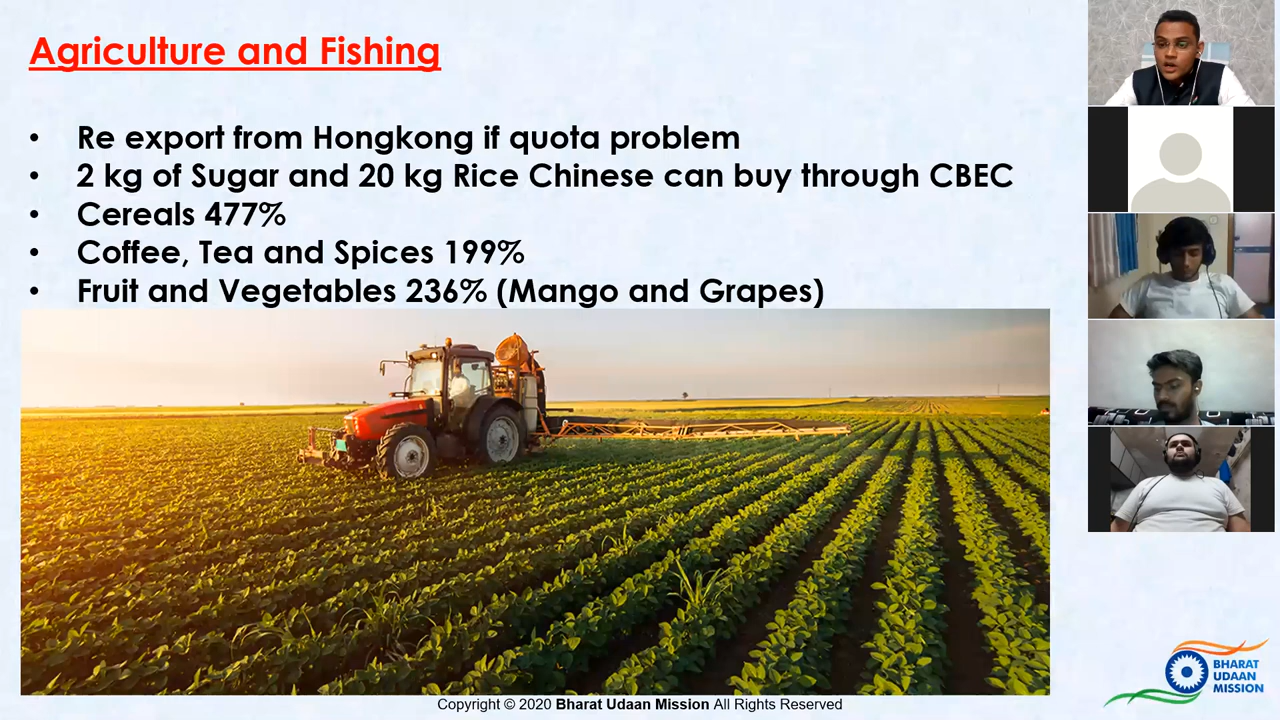 Agriculture and Fishing
• Re export from Hongkong if quota problem
• 2 kg of Sugar and 20 kg Rice Chinese can buy through CBEC
• Cereals 477%
• Coffee, Tea and Spices 199%
• Fruit and Vegetables 236% (Mango and Grapes)
BHARAT
UDAAN
MISSION
Copyright © 2020 Bharat Udaan Mission All Rights Reserved